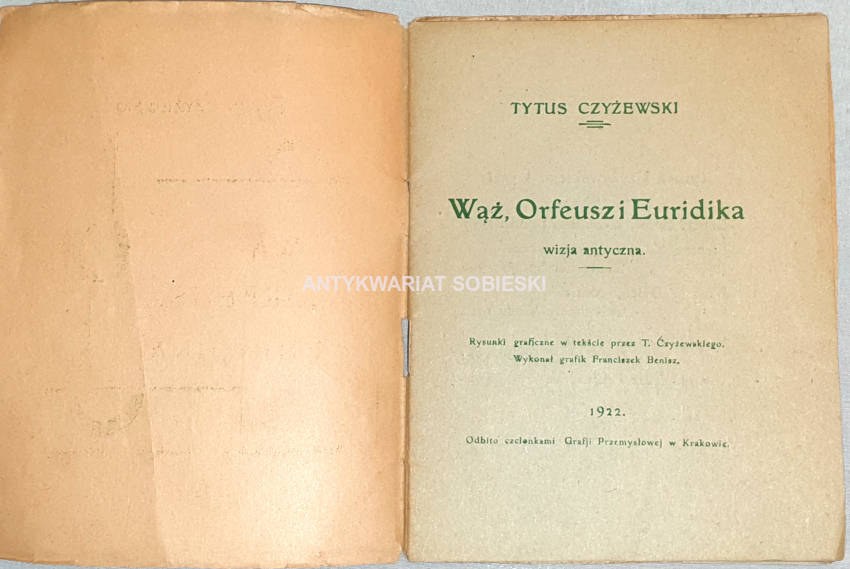 TYTUS CZYŻEWSKI
Wąż, Orfeusz i Euridika
wizja antyczna.
ANTYKWARIAT SOBIESKI
Rysunki graficzne w tekście przez T. Czyżewskiego.
Wykonał grafik Franciszek Benisz.
1922.
Odbito czcionkami Grafji Przemysłowej w Krakowie.